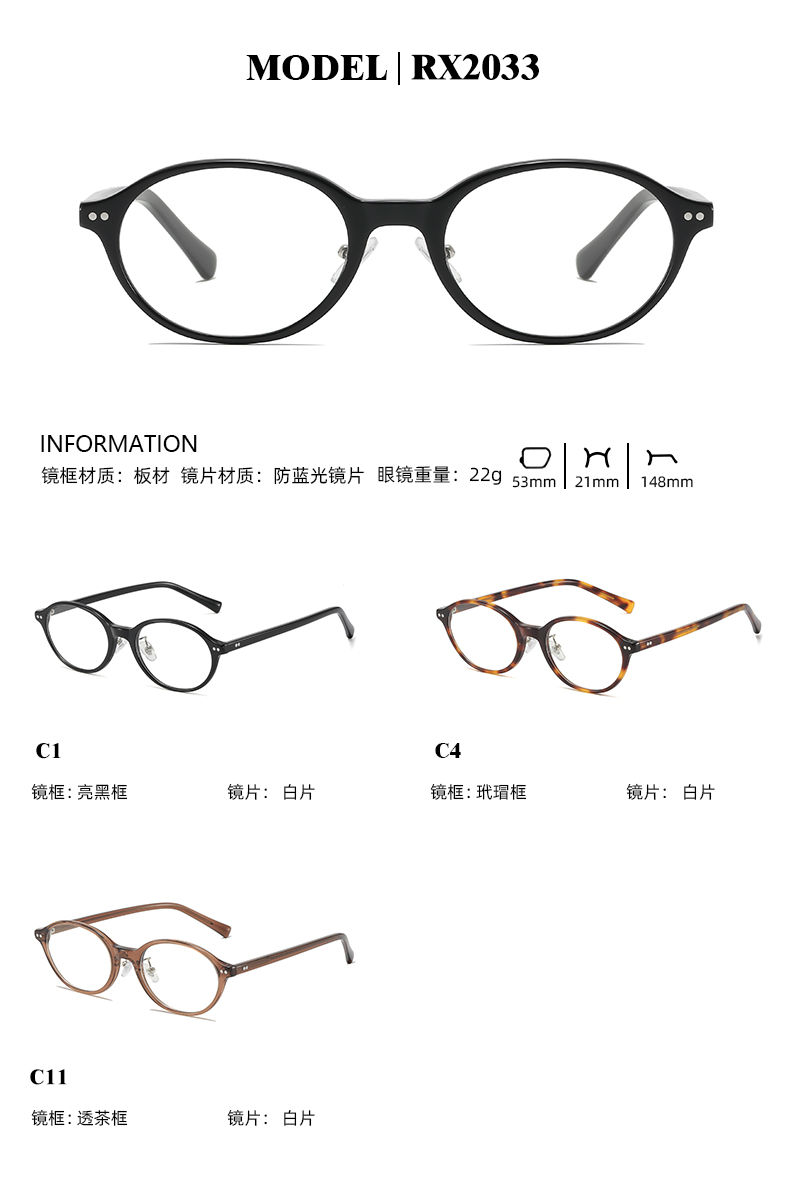 MODEL | RX2033
INFORMATION
镜框材质：板材 镜片材质：防蓝光镜片 眼镜重量：22g 53mm 21mm 148mm
C1 C4
镜框：亮黑框 镜片： 白片 镜框：玳瑁框 镜片： 白片
C11
镜框：透茶框 镜片： 白片